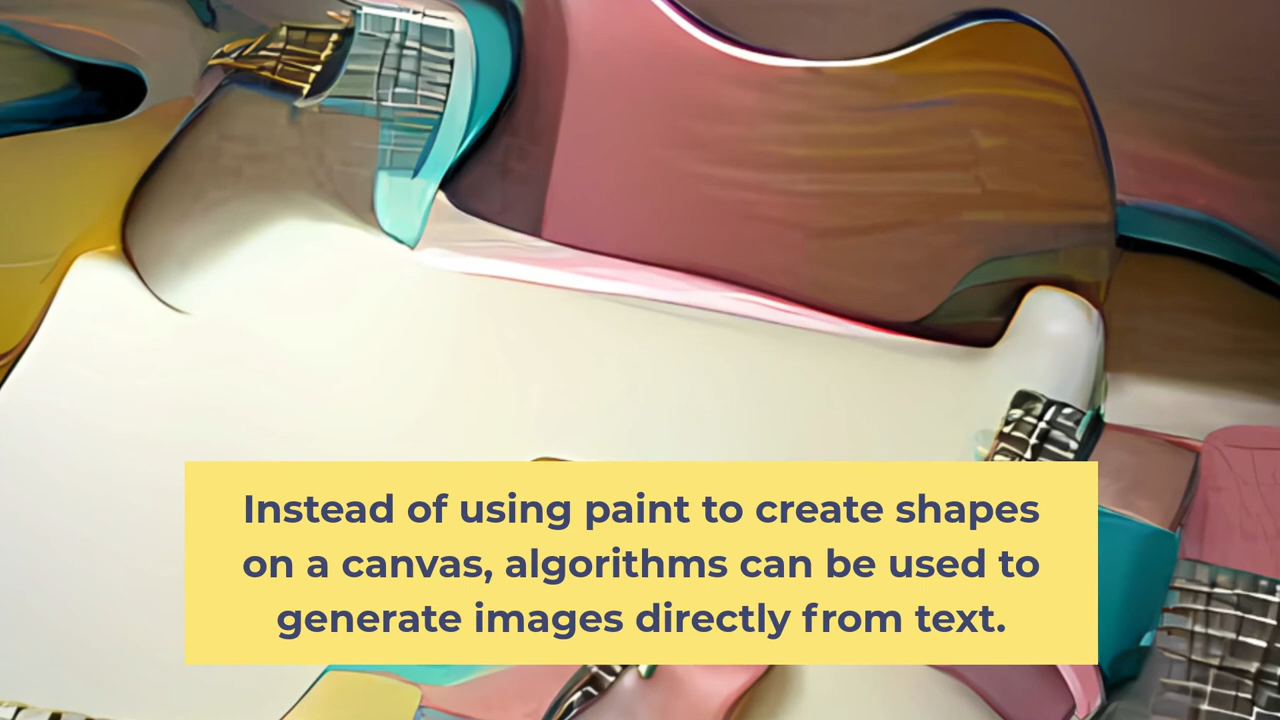 Instead of using paint to create shapes
on a canvas, algorithms can be used to
generate images directly from text.